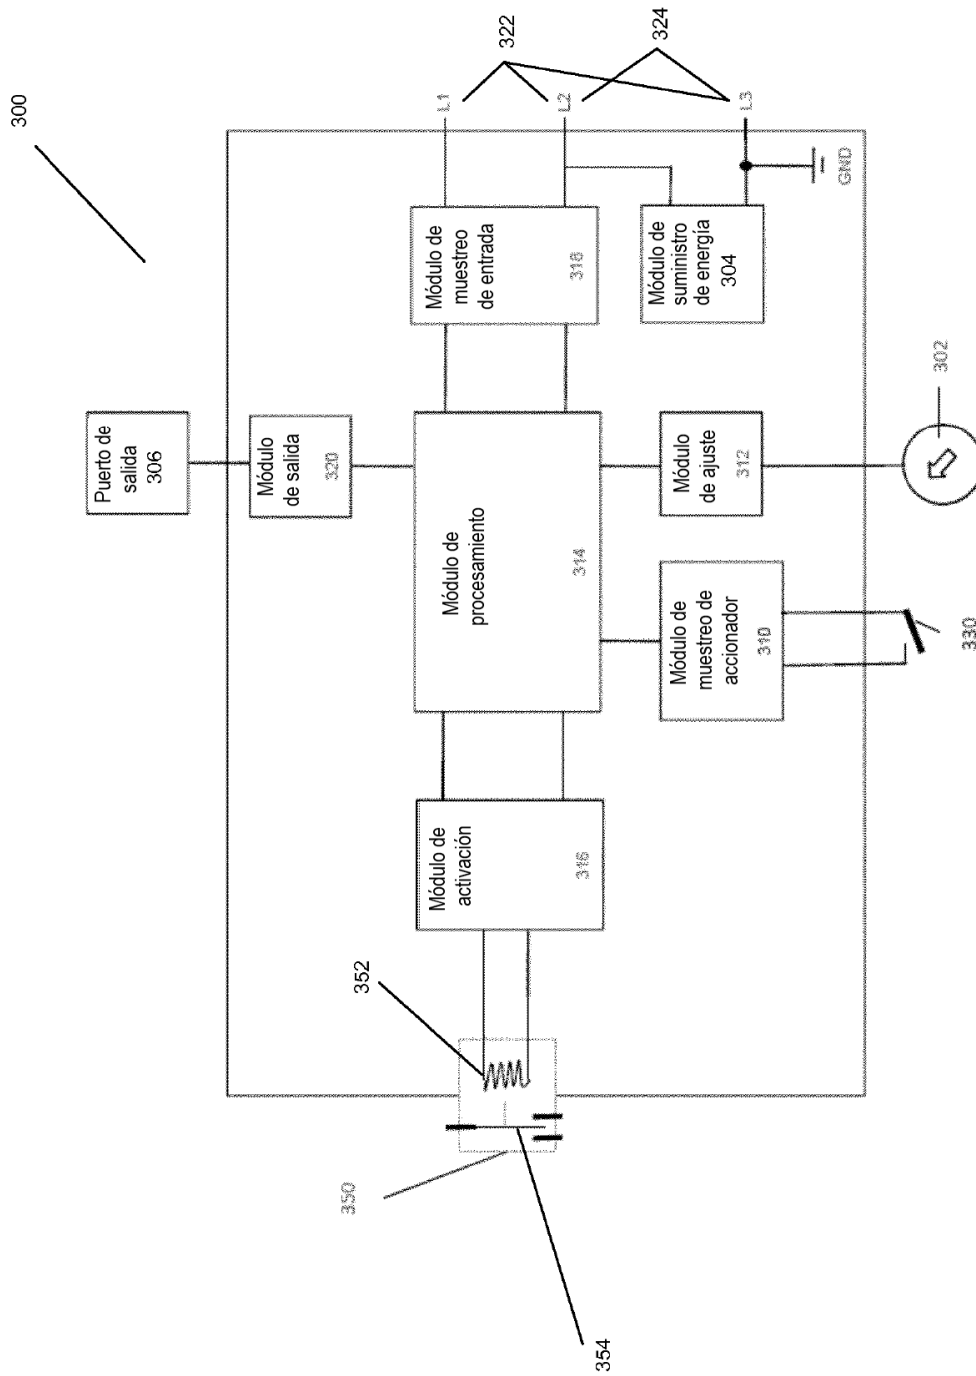 300
322
324
L1
L2
L3
GND
Puerto de
salida
306
Módulo
de salida
320
Módulo de
muestreo
de entrada
318
Módulo de
suministro
de energía
304
Módulo de
procesamiento
314
Módulo
de ajuste
312
302
Módulo de
muestreo de
accionador
310
330
Módulo de
activación
316
352
350
354